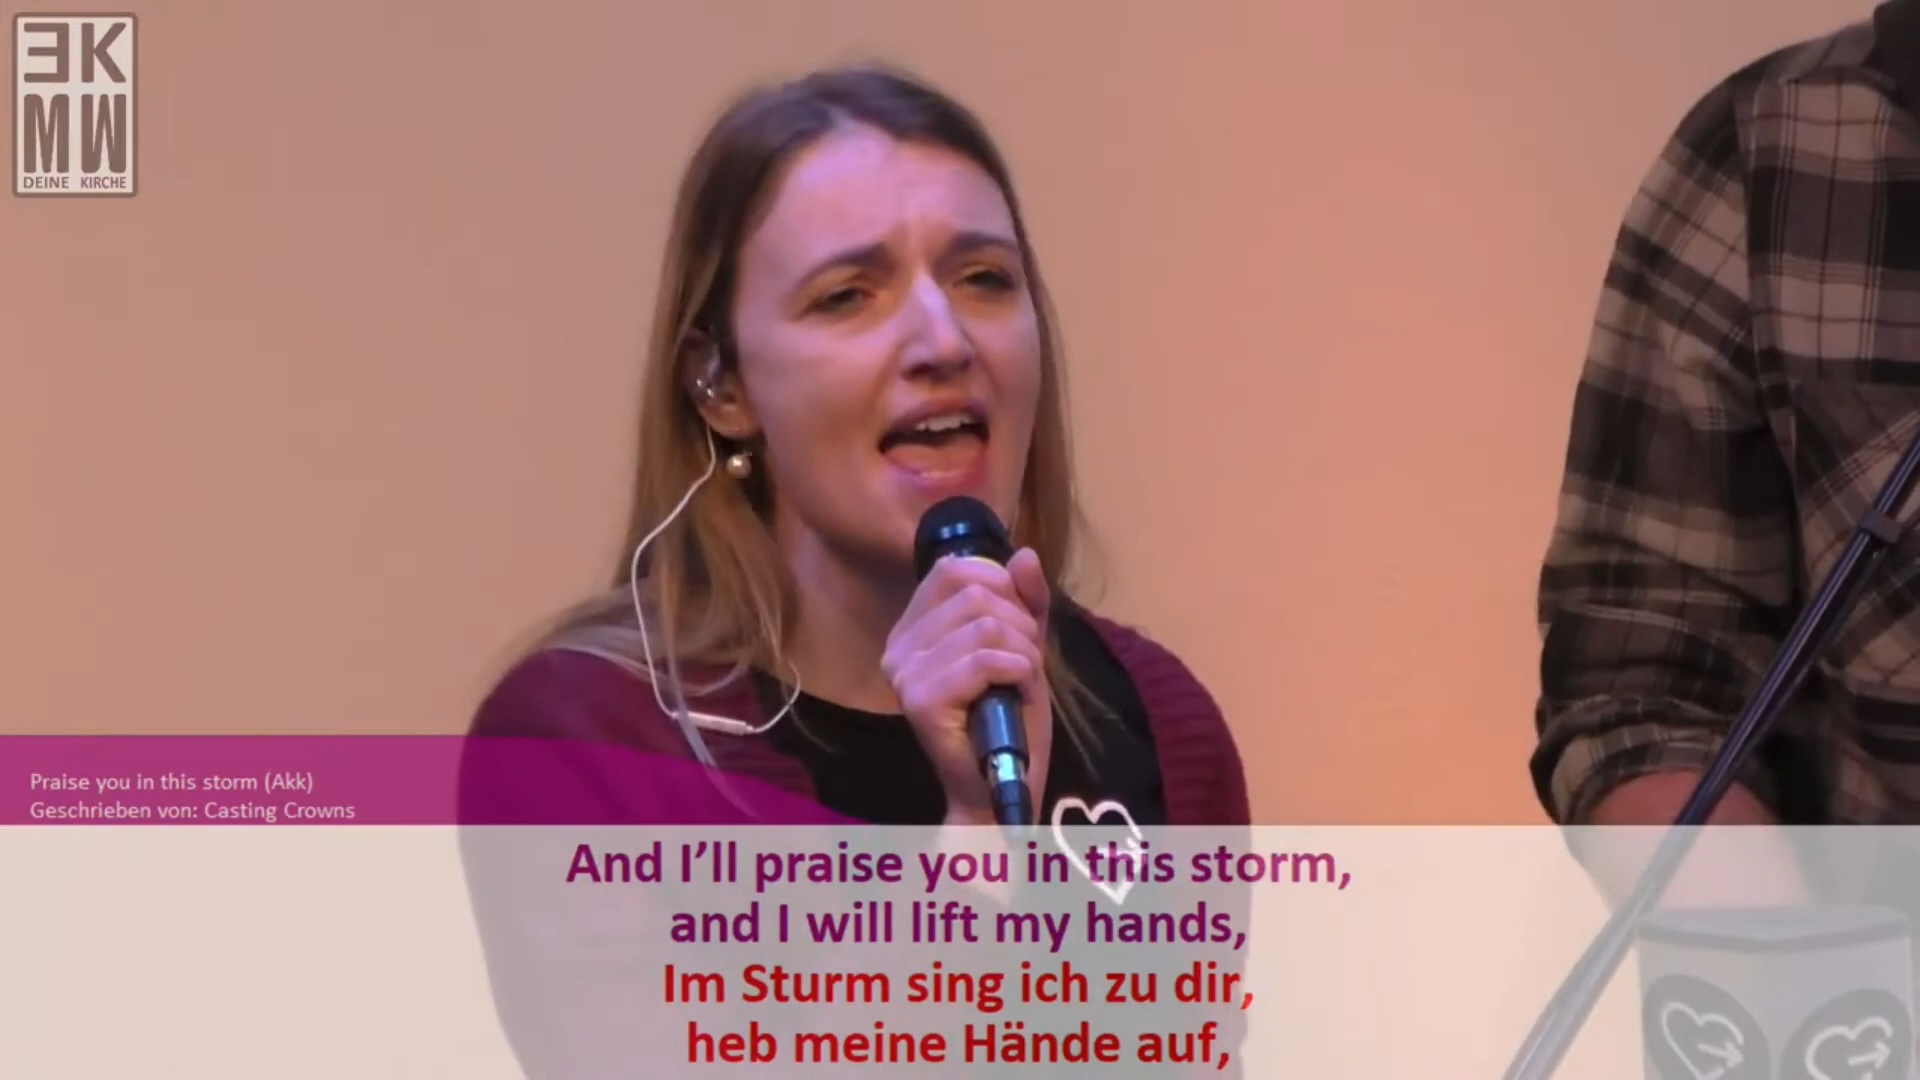 EK
MW
DEINE KIRCHE
Praise you in this storm (Akk)
Geschrieben von: Casting Crowns
And I’ll praise you in this storm,
and I will lift my hands,
Im Sturm sing ich zu dir,
heb meine Hände auf,